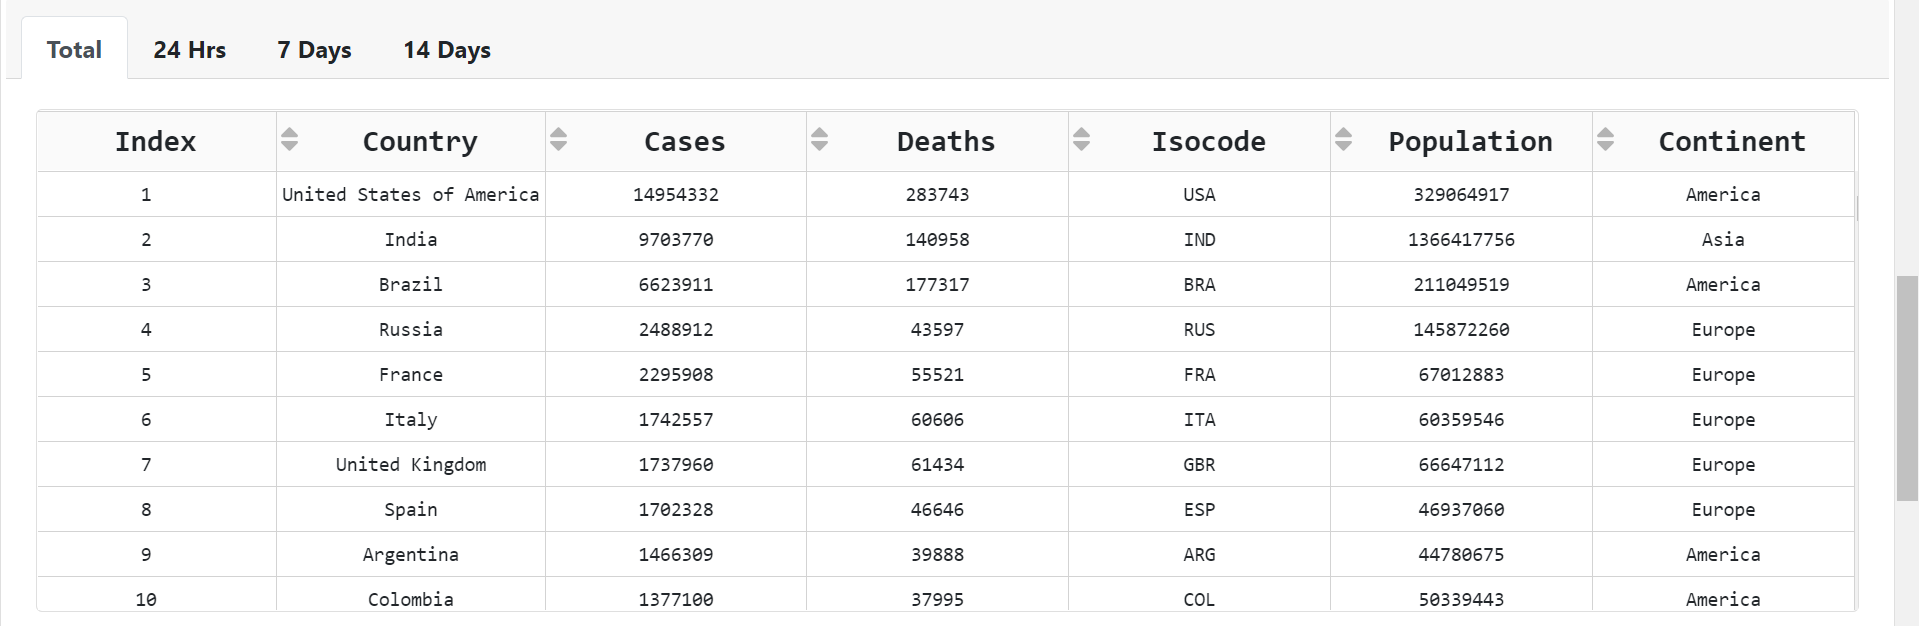 Total 24 Hrs 7 Days 14 Days
Index Country Cases Deaths Isocode Population Continent
1 United States of America 14954332 283743 USA 329064917 America
2 India 9703770 140958 IND 1366417756 Asia
3 Brazil 6623911 177317 BRA 211049519 America
4 Russia 2488912 43597 RUS 145872260 Europe
5 France 2295908 55521 FRA 67012883 Europe
6 Italy 1742557 60606 ITA 60359546 Europe
7 United Kingdom 1737960 61434 GBR 66647112 Europe
8 Spain 1702328 46646 ESP 46937060 Europe
9 Argentina 1466309 39888 ARG 44780675 America
10 Colombia 1377100 37995 COL 50339443 America